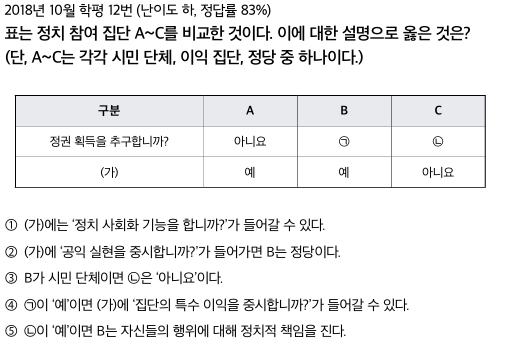 2018년 10월 학평 12번 (난이도 하, 정답률 83%)
표는 정치 참여 집단 A~C를 비교한 것이다. 이에 대한 설명으로 옳은 것은?
(단, A~C는 각각 시민 단체, 이익 집단, 정당 중 하나이다.)
구분 A B C
정권 획득을 추구합니까? 아니요 ㉠ ㉡
(가) 예 예 아니요
① (가)에는 '정치 사회화 기능을 합니까?'가 들어갈 수 있다.
② (가)에 '공익 실현을 중시합니까?'가 들어가면 B는 정당이다.
③ B가 시민 단체이면 ㉡은 '아니요'이다.
④ ㉠이 '예'이면 (가)에 '집단의 특수 이익을 중시합니까?'가 들어갈 수 있다.
⑤ ㉡이 '예'이면 B는 자신들의 행위에 대해 정치적 책임을 진다.